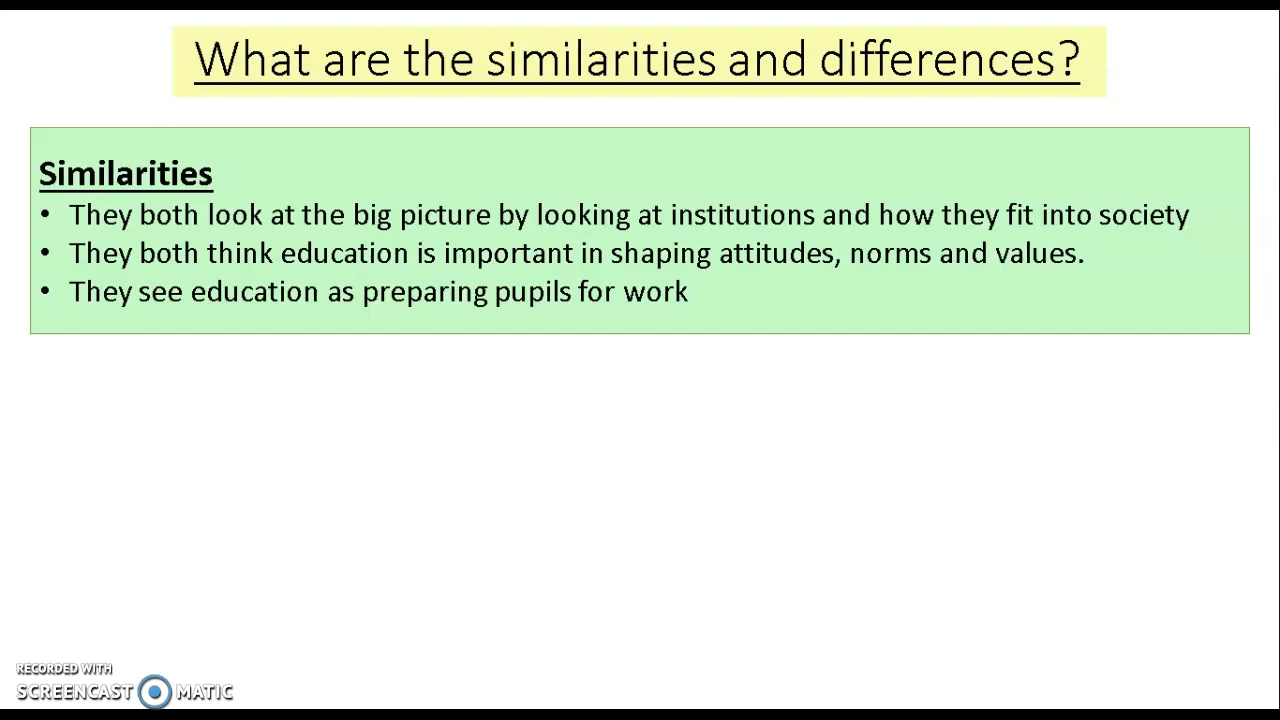 What are the similarities and differences?
Similarities
• They both look at the big picture by looking at institutions and how they fit into society
• They both think education is important in shaping attitudes, norms and values.
• They see education as preparing pupils for work
RECORDED WITH
SCREENCAST MATIC